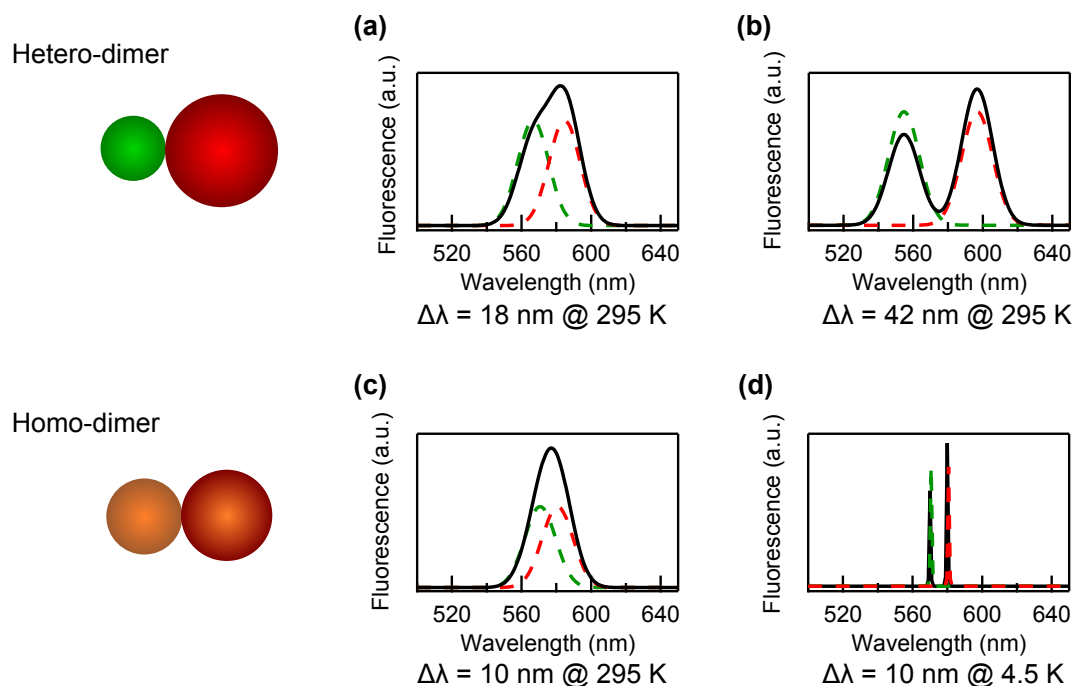 (a)
(b)
Hetero-dimer
Fluorescence (a.u.)
520 560 600 640
Wavelength (nm)
Δλ = 18 nm @ 295 K
Fluorescence (a.u.)
520 560 600 640
Wavelength (nm)
Δλ = 42 nm @ 295 K
(c)
(d)
Homo-dimer
Fluorescence (a.u.)
520 560 600 640
Wavelength (nm)
Δλ = 10 nm @ 295 K
Fluorescence (a.u.)
520 560 600 640
Wavelength (nm)
Δλ = 10 nm @ 4.5 K